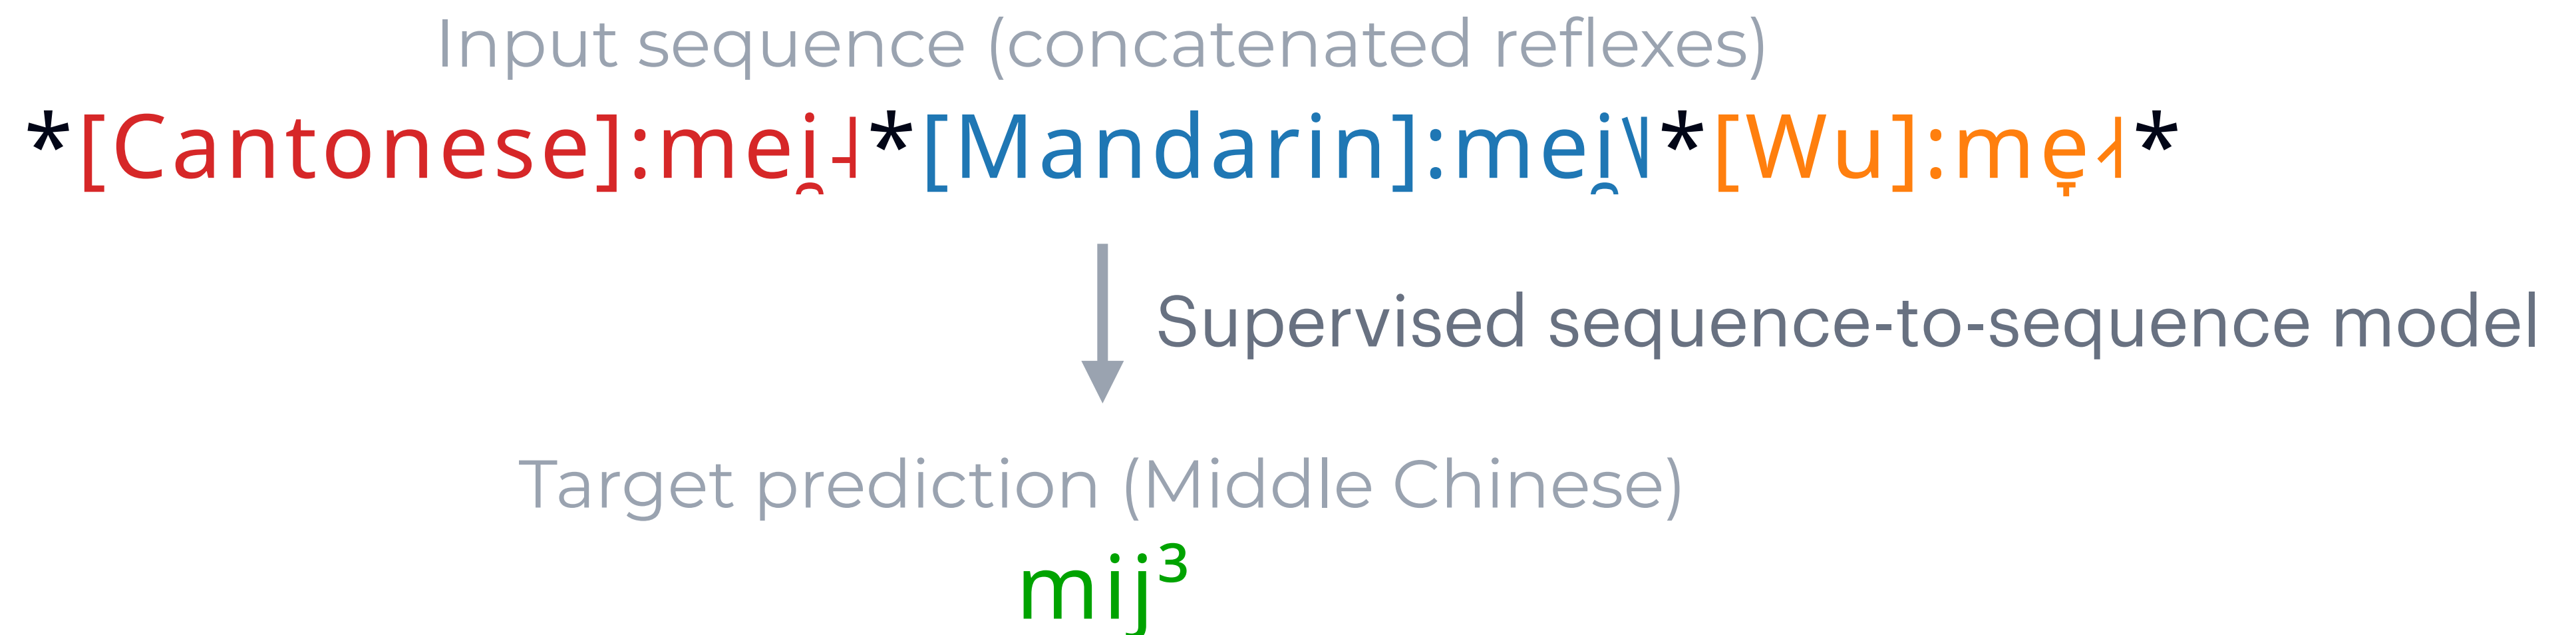 Input sequence (concatenated reflexes)
*[Cantonese]:mei̯˧*[Mandarin]:mei̯˥˩*[Wu]:me̞˧˥*
Supervised sequence-to-sequence model
Target prediction (Middle Chinese)
mij³